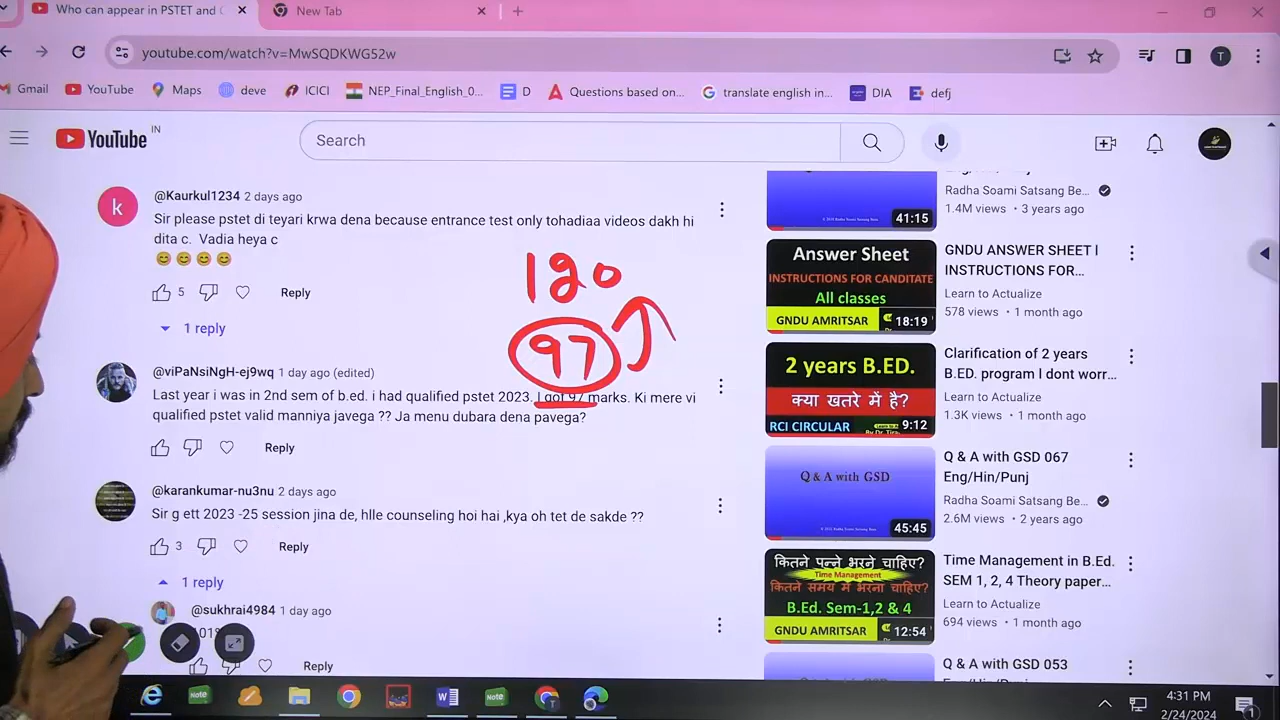 Who can appear in PSTET and
New Tab
youtube.com/watch?v=MwSQDKWG52w
T
Gmail
YouTube
Maps
deve
ICICI
NEP_Final_English_0...
D
Questions based on...
translate english in...
DIA
defj
YouTube IN
Search
k
@Kaurkul1234 2 days ago
Sir please pstet di teyari krwa dena because entrance test only tohadiaa videos dakh hi
dita c. Vadia heya c
5 Reply
1 reply
120
97
@viPaNsiNgH-ej9wq 1 day ago (edited)
Last year i was in 2nd sem of b.ed. i had qualified pstet 2023. I got 97 marks. Ki mere vi
qualified pstet valid manniya javega ?? Ja menu dubara dena pavega?
Reply
@karankumar-nu3nu 2 days ago
Sir g ett 2023 -25 session jina de, hle counseling hoi hai ,kya oh tet de sakde ??
3 Reply
1 reply
@sukhrai4984 1 day ago
Reply
41:15
Radha Soami Satsang Be...
1.4M views • 3 years ago
Answer Sheet
INSTRUCTIONS FOR CANDITATE
All classes
GNDU AMRITSAR
18:19
GNDU ANSWER SHEET l
INSTRUCTIONS FOR...
Learn to Actualize
578 views • 1 month ago
2 years B.ED.
क्या खतरे में है?
RCI CIRCULAR
9:12
Clarification of 2 years
B.ED. program I dont worr...
Learn to Actualize
1.3K views • 1 month ago
Q & A with GSD
45:45
Q & A with GSD 067
Eng/Hin/Punj
Radha Soami Satsang Be...
2.6M views • 2 years ago
कितने पन्ने भरने चाहिए?
Time Management
कितने समय में भरना चाहिए?
B.Ed. Sem-1,2 & 4
GNDU AMRITSAR
12:54
Time Management in B.Ed.
SEM 1, 2, 4 Theory paper...
Learn to Actualize
694 views • 1 month ago
Q & A with GSD 053
Note
Note
4:31 PM
2/24/2024